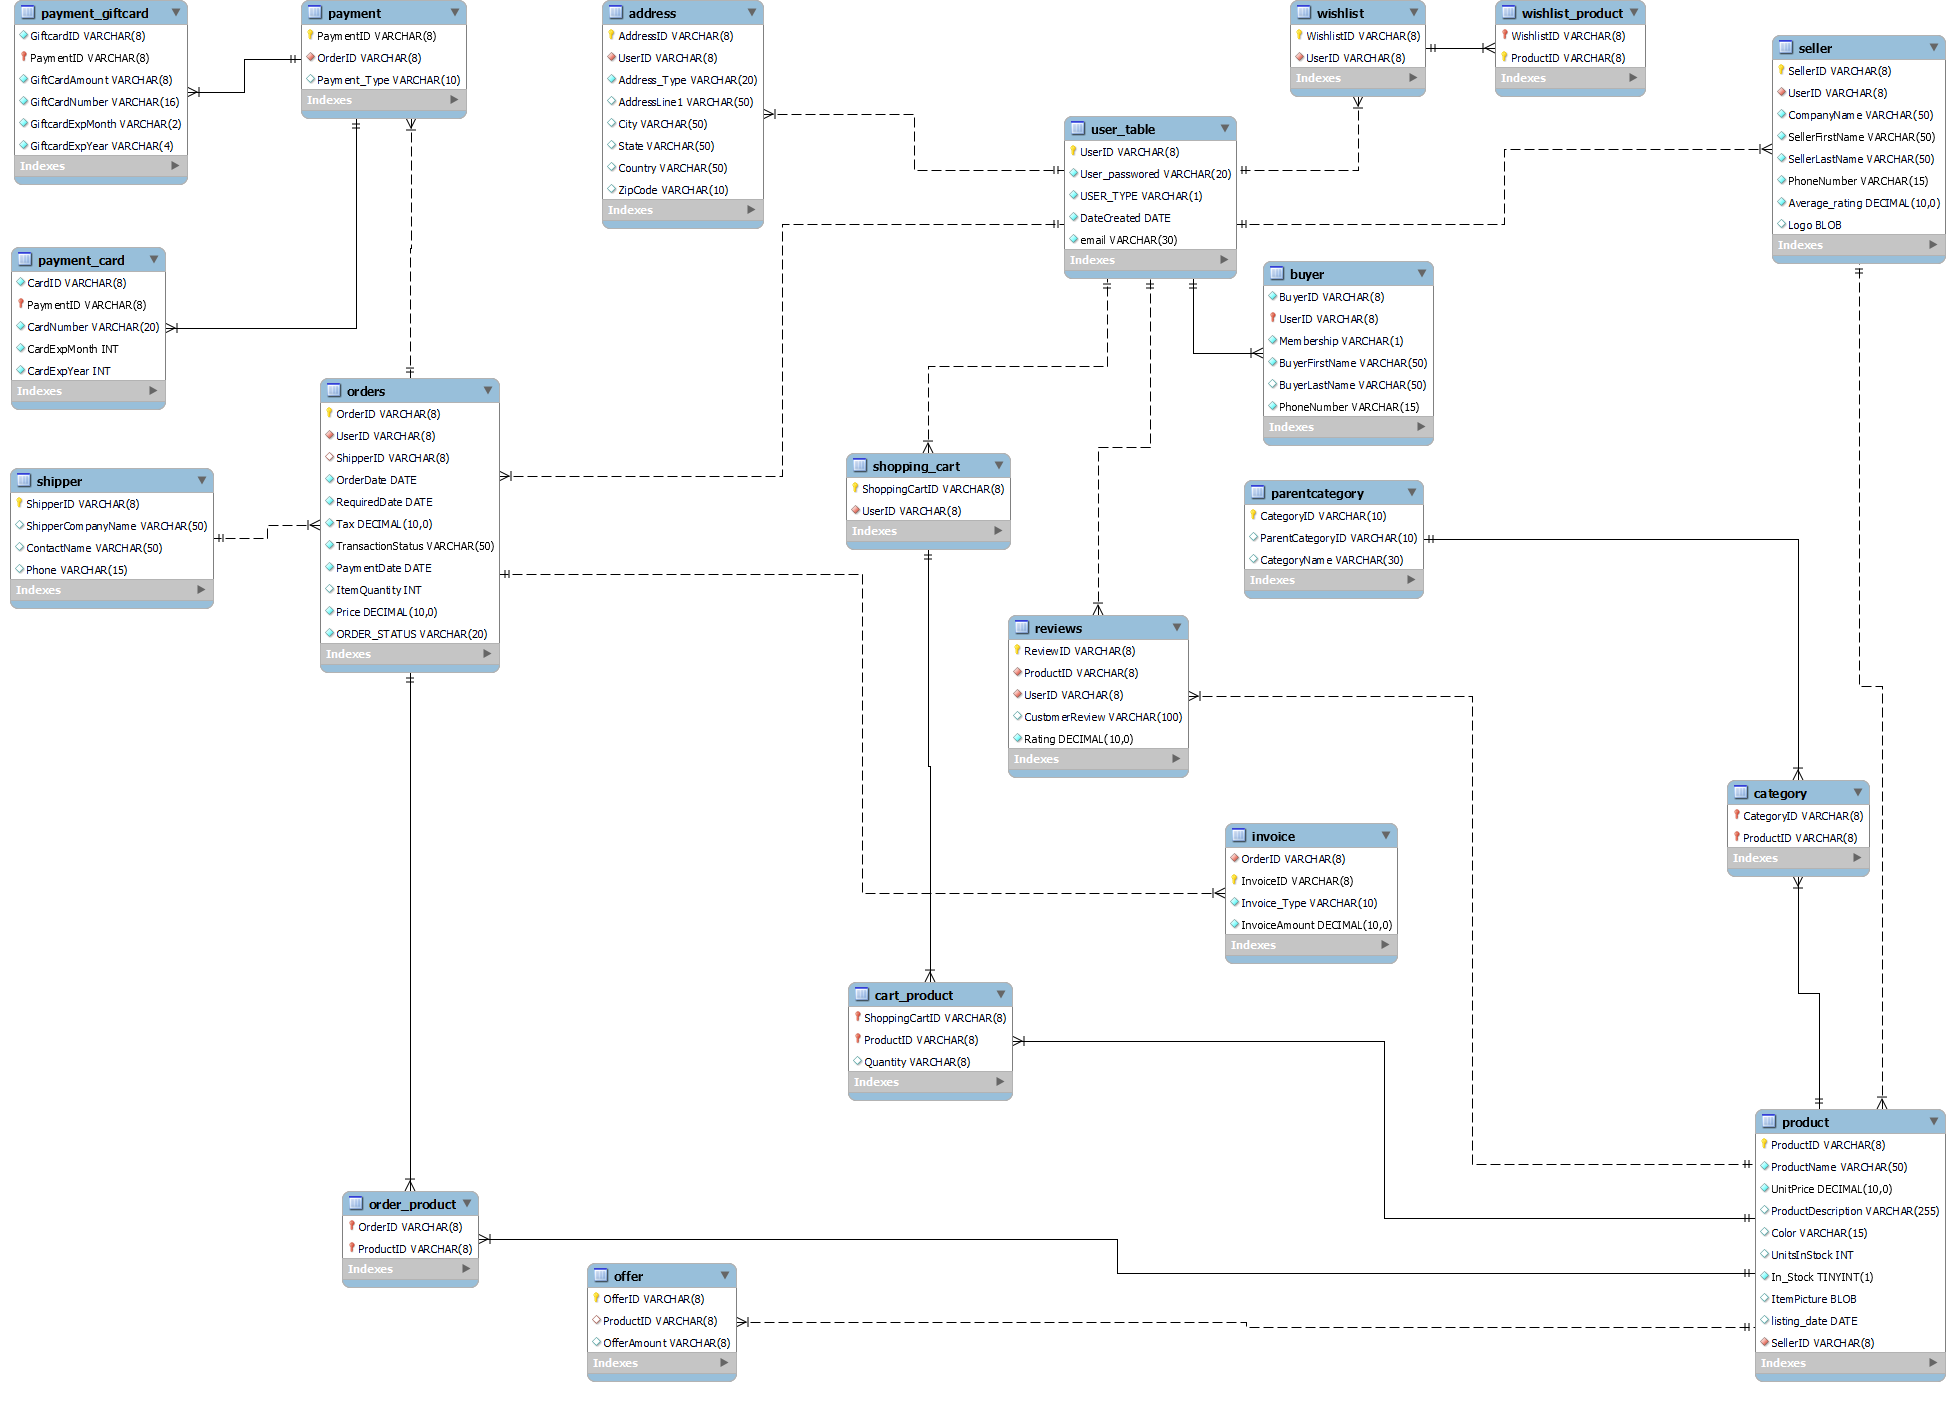 payment_giftcard
GiftcardID VARCHAR(8)
PaymentID VARCHAR(8)
GiftCardAmount VARCHAR(8)
GiftCardNumber VARCHAR(16)
GiftcardExpMonth VARCHAR(2)
GiftcardExpYear VARCHAR(4)
Indexes
payment
PaymentID VARCHAR(8)
OrderID VARCHAR(8)
Payment_Type VARCHAR(10)
Indexes
address
AddressID VARCHAR(8)
UserID VARCHAR(8)
Address_Type VARCHAR(20)
AddressLine1 VARCHAR(50)
City VARCHAR(50)
State VARCHAR(50)
Country VARCHAR(50)
ZipCode VARCHAR(10)
Indexes
wishlist
WishlistID VARCHAR(8)
UserID VARCHAR(8)
Indexes
wishlist_product
WishlistID VARCHAR(8)
ProductID VARCHAR(8)
Indexes
seller
SellerID VARCHAR(8)
UserID VARCHAR(8)
CompanyName VARCHAR(50)
SellerFirstName VARCHAR(50)
SellerLastName VARCHAR(50)
PhoneNumber VARCHAR(15)
Average_rating DECIMAL(10,0)
Logo BLOB
Indexes
user_table
UserID VARCHAR(8)
User_passwored VARCHAR(20)
USER_TYPE VARCHAR(1)
DateCreated DATE
email VARCHAR(30)
Indexes
payment_card
CardID VARCHAR(8)
PaymentID VARCHAR(8)
CardNumber VARCHAR(20)
CardExpMonth INT
CardExpYear INT
Indexes
buyer
BuyerID VARCHAR(8)
UserID VARCHAR(8)
Membership VARCHAR(1)
BuyerFirstName VARCHAR(50)
BuyerLastName VARCHAR(50)
PhoneNumber VARCHAR(15)
Indexes
orders
OrderID VARCHAR(8)
UserID VARCHAR(8)
ShipperID VARCHAR(8)
OrderDate DATE
RequiredDate DATE
Tax DECIMAL(10,0)
TransactionStatus VARCHAR(50)
PaymentDate DATE
ItemQuantity INT
Price DECIMAL(10,0)
ORDER_STATUS VARCHAR(20)
Indexes
shipper
ShipperID VARCHAR(8)
ShipperCompanyName VARCHAR(50)
ContactName VARCHAR(50)
Phone VARCHAR(15)
Indexes
shopping_cart
ShoppingCartID VARCHAR(8)
UserID VARCHAR(8)
Indexes
parentcategory
CategoryID VARCHAR(10)
ParentCategoryID VARCHAR(10)
CategoryName VARCHAR(30)
Indexes
reviews
ReviewID VARCHAR(8)
ProductID VARCHAR(8)
UserID VARCHAR(8)
CustomerReview VARCHAR(100)
Rating DECIMAL(10,0)
Indexes
category
CategoryID VARCHAR(8)
ProductID VARCHAR(8)
Indexes
invoice
OrderID VARCHAR(8)
InvoiceID VARCHAR(8)
Invoice_Type VARCHAR(10)
InvoiceAmount DECIMAL(10,0)
Indexes
cart_product
ShoppingCartID VARCHAR(8)
ProductID VARCHAR(8)
Quantity VARCHAR(8)
Indexes
product
ProductID VARCHAR(8)
ProductName VARCHAR(50)
UnitPrice DECIMAL(10,0)
ProductDescription VARCHAR(255)
Color VARCHAR(15)
UnitsInStock INT
In_Stock TINYINT(1)
ItemPicture BLOB
listing_date DATE
SellerID VARCHAR(8)
Indexes
order_product
OrderID VARCHAR(8)
ProductID VARCHAR(8)
Indexes
offer
OfferID VARCHAR(8)
ProductID VARCHAR(8)
OfferAmount VARCHAR(8)
Indexes